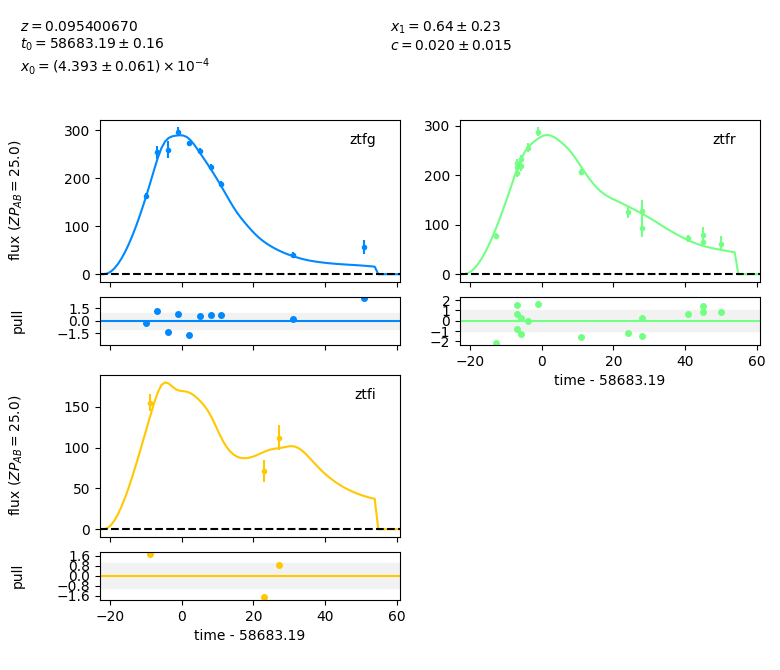 z = 0.095400670
t₀ = 58683.19 ± 0.16
x₀ = (4.393 ± 0.061) × 10⁻⁴
x₁ = 0.64 ± 0.23
c = 0.020 ± 0.015
ztfg
flux (ZP_AB = 25.0)
300
200
100
0
pull
1.5
0.0
−1.5
ztfr
300
200
100
0
2
1
0
−1
−2
−20 0 20 40 60
time - 58683.19
ztfi
flux (ZP_AB = 25.0)
150
100
50
0
pull
1.6
0.8
0.0
−0.8
−1.6
−20 0 20 40 60
time - 58683.19